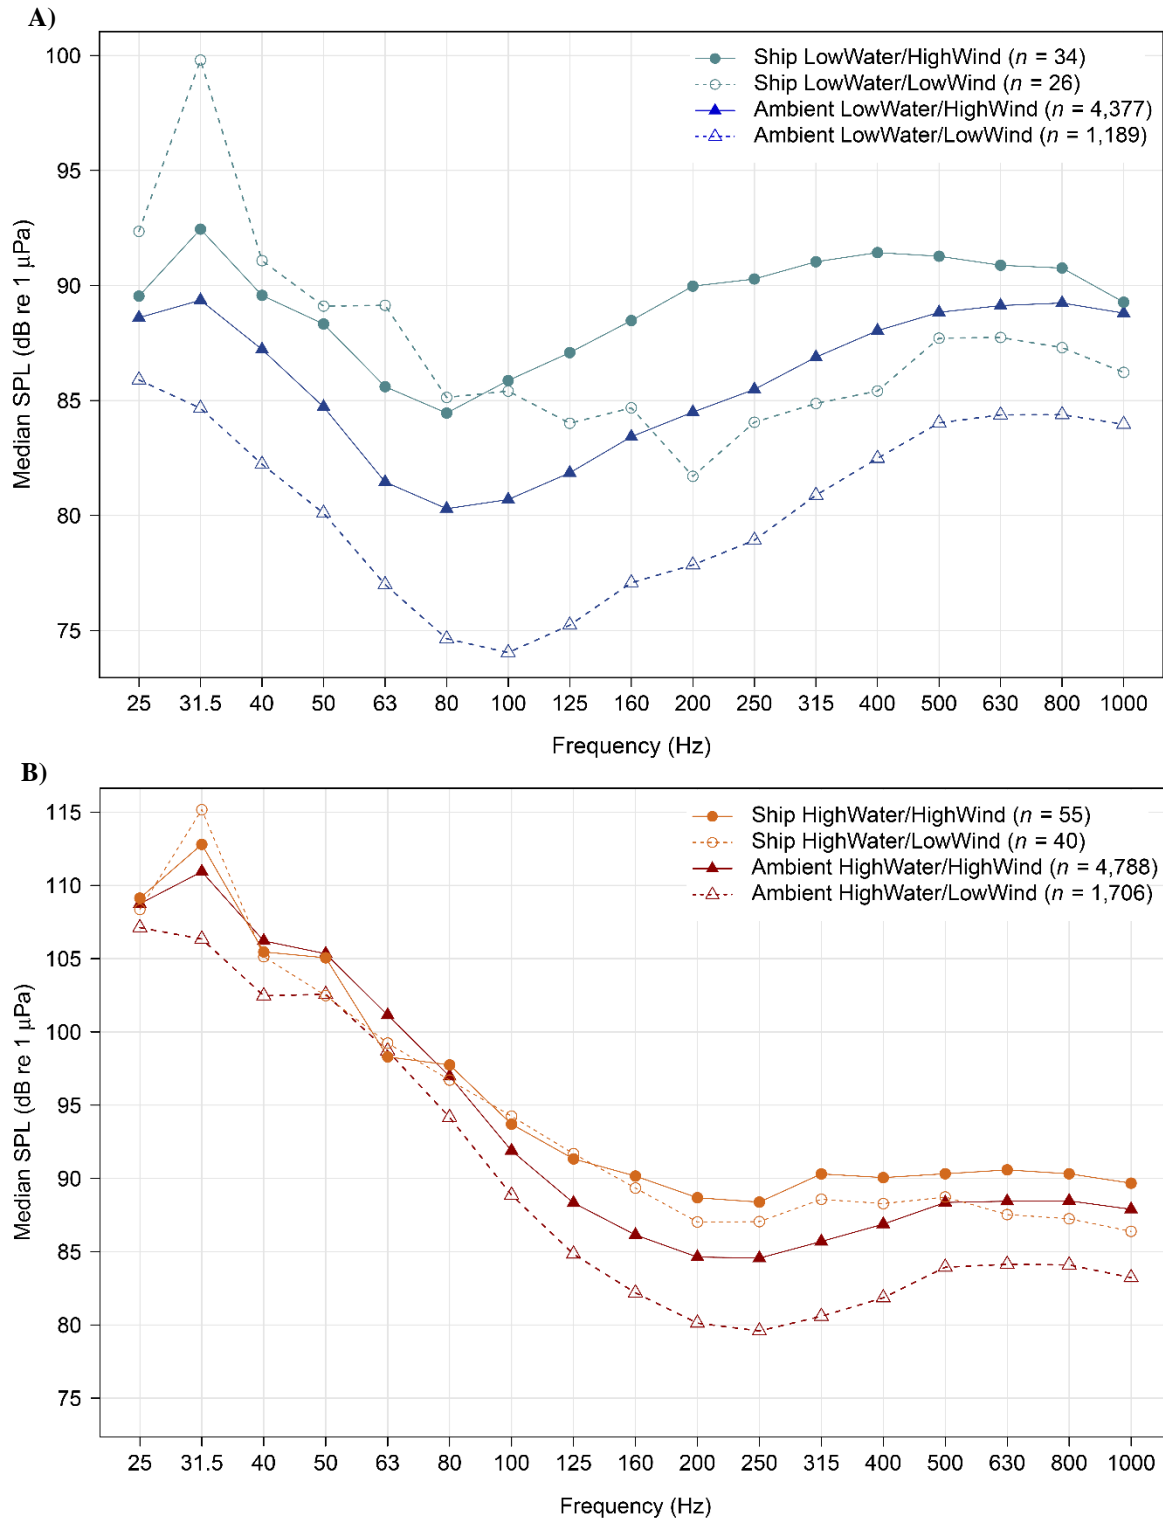 A)
Ship LowWater/HighWind (n = 34)
Ship LowWater/LowWind (n = 26)
Ambient LowWater/HighWind (n = 4,377)
Ambient LowWater/LowWind (n = 1,189)
Median SPL (dB re 1 µPa)
100
95
90
85
80
75
25 31.5 40 50 63 80 100 125 160 200 250 315 400 500 630 800 1000
Frequency (Hz)
B)
Ship HighWater/HighWind (n = 55)
Ship HighWater/LowWind (n = 40)
Ambient HighWater/HighWind (n = 4,788)
Ambient HighWater/LowWind (n = 1,706)
Median SPL (dB re 1 µPa)
115
110
105
100
95
90
85
80
75
25 31.5 40 50 63 80 100 125 160 200 250 315 400 500 630 800 1000
Frequency (Hz)